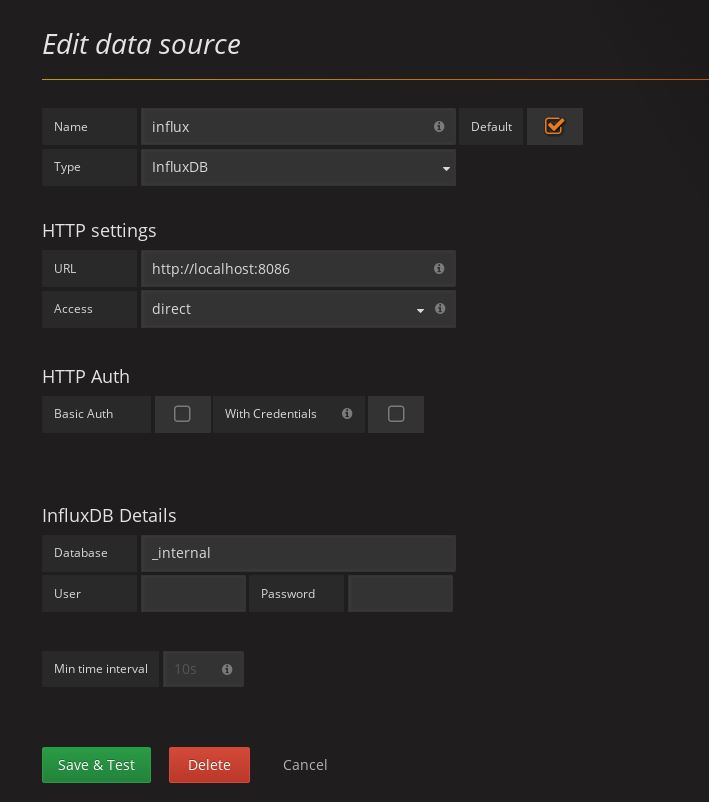 Edit data source
Name influx Default
Type InfluxDB
HTTP settings
URL http://localhost:8086
Access direct
HTTP Auth
Basic Auth With Credentials
InfluxDB Details
Database _internal
User Password
Min time interval 10s
Save & Test Delete Cancel